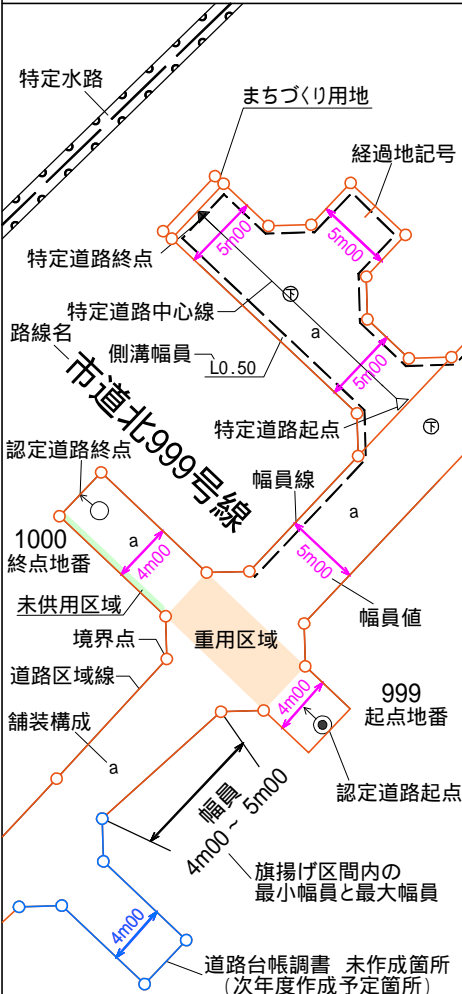 特定水路
まちづくり用地
経過地記号
5m00
5m00
特定道路終点
下
特定道路中心線
a
路線名
側溝幅員
L0.50
5m00
市道北999号線
特定道路起点
下
認定道路終点
幅員線
a
a
1000
終点地番
4m00
5m00
未供用区域
幅員値
境界点
重用区域
道路区域線
4m00
999
起点地番
舗装構成
a
認定道路起点
幅員
4m00~5m00
旗揚げ区間内の
最小幅員と最大幅員
4m00
道路台帳調書 未作成箇所
(次年度作成予定箇所)